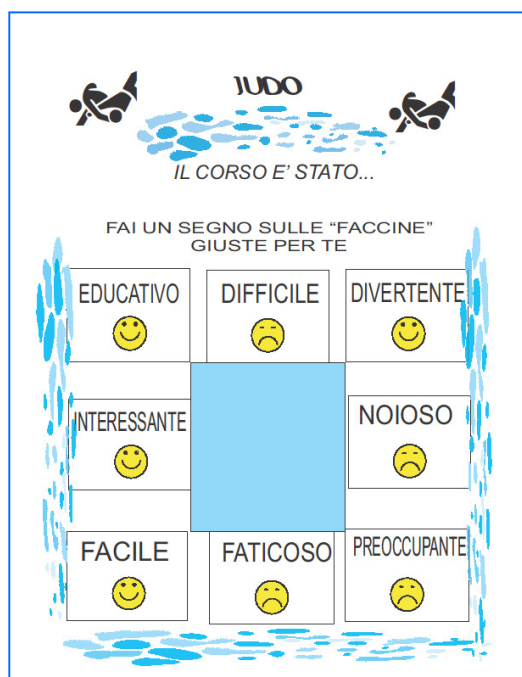 JUDO
IL CORSO E' STATO...
FAI UN SEGNO SULLE “FACCINE”
GIUSTE PER TE
EDUCATIVO
DIFFICILE
DIVERTENTE
INTERESSANTE
NOIOSO
FACILE
FATICOSO
PREOCCUPANTE